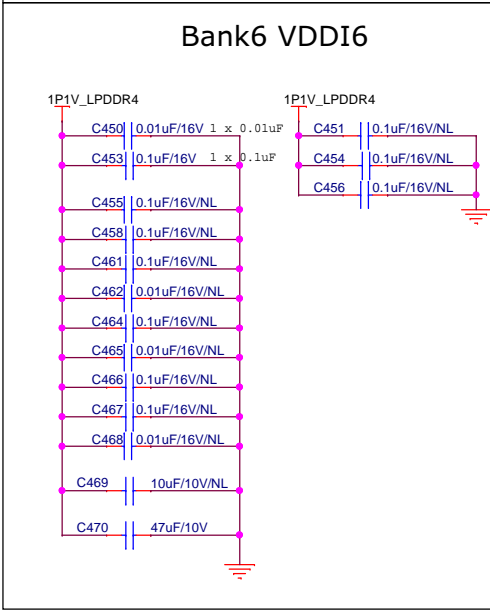 Bank6 VDDI6
1P1V_LPDDR4
C450 0.01uF/16V 1 x 0.01uF
C453 0.1uF/16V 1 x 0.1uF
C455 0.1uF/16V/NL
C458 0.1uF/16V/NL
C461 0.1uF/16V/NL
C462 0.01uF/16V/NL
C464 0.1uF/16V/NL
C465 0.01uF/16V/NL
C466 0.1uF/16V/NL
C467 0.1uF/16V/NL
C468 0.01uF/16V/NL
C469 10uF/10V/NL
C470 47uF/10V
1P1V_LPDDR4
C451 0.1uF/16V/NL
C454 0.1uF/16V/NL
C456 0.1uF/16V/NL